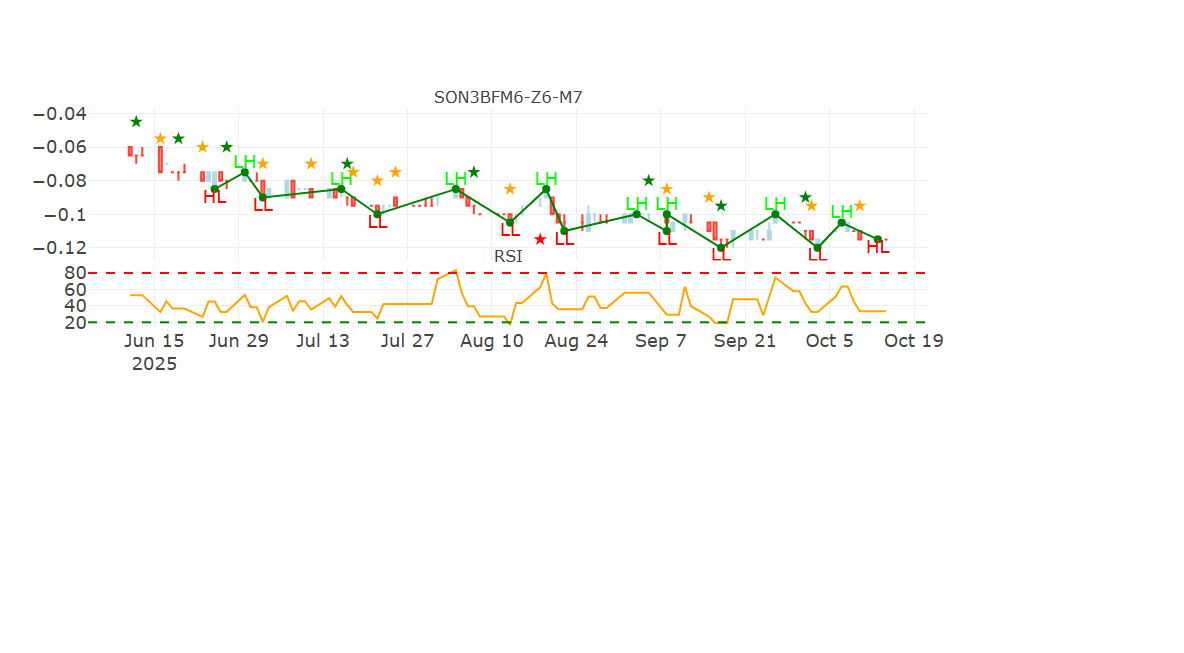 SON3BFM6-Z6-M7
−0.04
−0.06
−0.08
−0.1
−0.12
HL
LH
LL
LH
LL
LH
LL
LH
LL
LH
LH
LL
LL
LH
LL
LH
HL
RSI
80
60
40
20
Jun 15
2025
Jun 29
Jul 13
Jul 27
Aug 10
Aug 24
Sep 7
Sep 21
Oct 5
Oct 19